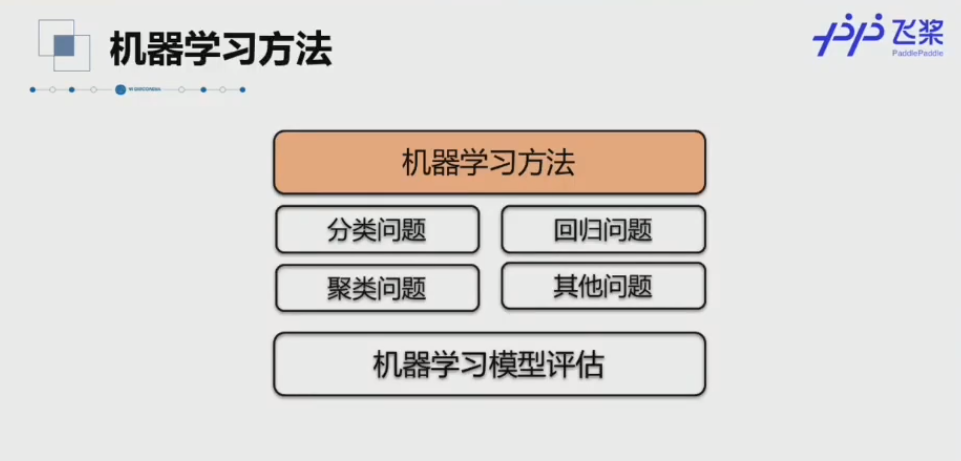 机器学习方法
飞桨
PaddlePaddle
机器学习方法
分类问题
回归问题
聚类问题
其他问题
机器学习模型评估